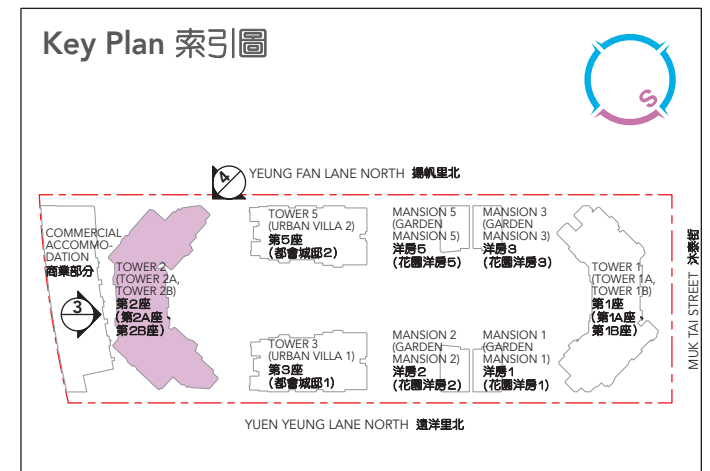 Key Plan 索引圖
S
4
YEUNG FAN LANE NORTH 揚帆里北
COMMERCIAL
ACCOMMO-
DATION
商業部分
3
TOWER 2
(TOWER 2A,
TOWER 2B)
第2座
(第2A座、
第2B座)
TOWER 5
(URBAN VILLA 2)
第5座
(都會城邸2)
MANSION 5
(GARDEN
MANSION 5)
洋房5
(花園洋房5)
MANSION 3
(GARDEN
MANSION 3)
洋房3
(花園洋房3)
TOWER 1
(TOWER 1A,
TOWER 1B)
第1座
(第1A座、
第1B座)
MUK TAI STREET 沐泰街
TOWER 3
(URBAN VILLA 1)
第3座
(都會城邸1)
MANSION 2
(GARDEN
MANSION 2)
洋房2
(花園洋房2)
MANSION 1
(GARDEN
MANSION 1)
洋房1
(花園洋房1)
YUEN YEUNG LANE NORTH 遠洋里北